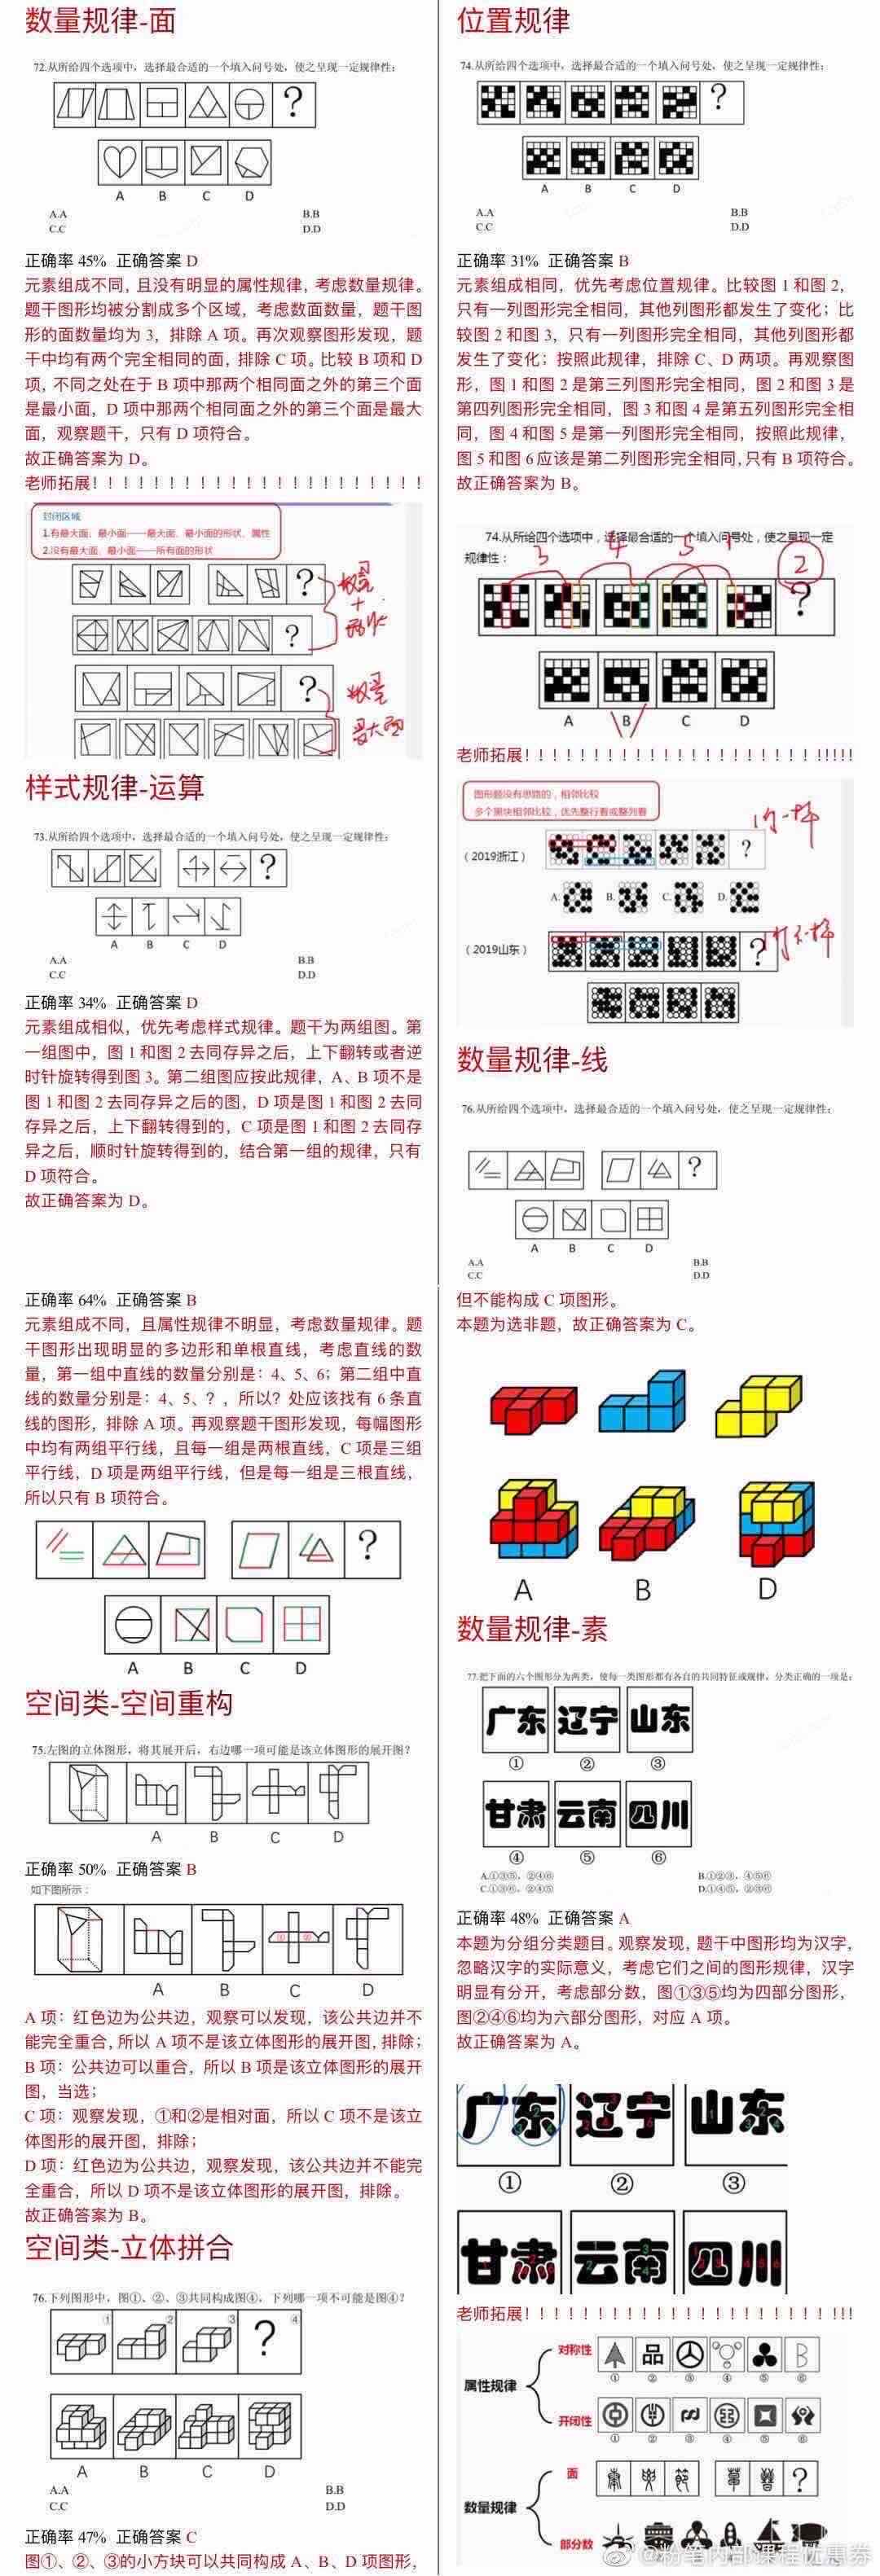 数量规律-面
72.从所给四个选项中，选择最合适的一个填入问号处，使之呈现一定规律性：
?
A B C D
A.A B.B
C.C D.D
正确率 45% 正确答案 D
元素组成不同，且没有明显的属性规律，考虑数量规律。
题干图形均被分割成多个区域，考虑数面数量，题干图
形的面数量均为 3，排除 A 项。再次观察图形发现，题
干中均有两个完全相同的面，排除 C 项。比较 B 项和 D
项，不同之处在于 B 项中那两个相同面之外的第三个面
是最小面，D 项中那两个相同面之外的第三个面是最大
面，观察题干，只有 D 项符合。
故正确答案为 D。
老师拓展！！！！！！！！！！！！！！！！！！！！！！
封闭区域
1.有最大面、最小面——最大面、最小面的形状、属性
2.没有最大面、最小面——所有面的形状
?
数量
+
形状
?
?
数量
最大面
样式规律-运算
73.从所给四个选项中，选择最合适的一个填入问号处，使之呈现一定规律性：
?
A B C D
A.A B.B
C.C D.D
正确率 34% 正确答案 D
元素组成相似，优先考虑样式规律。题干为两组图。第
一组图中，图 1 和图 2 去同存异之后，上下翻转或者逆
时针旋转得到图 3。第二组图应按此规律，A、B 项不是
图 1 和图 2 去同存异之后的图，D 项是图 1 和图 2 去同
存异之后，上下翻转得到的，C 项是图 1 和图 2 去同存
异之后，顺时针旋转得到的，结合第一组的规律，只有
D 项符合。
故正确答案为 D。
位置规律
74.从所给四个选项中，选择最合适的一个填入问号处，使之呈现一定规律性：
?
A B C D
A.A B.B
C.C D.D
正确率 31% 正确答案 B
元素组成相同，优先考虑位置规律。比较图 1 和图 2，
只有一列图形完全相同，其他列图形都发生了变化；比
较图 2 和图 3，只有一列图形完全相同，其他列图形都
发生了变化：按照此规律，排除 C、D 两项。再观察图
形，图 1 和图 2 是第三列图形完全相同，图 2 和图 3 是
第四列图形完全相同，图 3 和图 4 是第五列图形完全相
同，图 4 和图 5 是第一列图形完全相同，按照此规律，
图 5 和图 6 应该是第二列图形完全相同，只有 B 项符合。
故正确答案为 B。
74.从所给四个选项中，选择最合适的一个填入问号处，使之呈现一定
规律性：
3 4 5 1 2
?
A B C D
老师拓展！！！！！！！！！！！！！！！！！！！！！！!!!!!
图形题没有思路的，相邻比较
多个黑块相邻比较，优先整行看或整列看
（2019浙江）
?
A. B. C. D.
（2019山东）
?
数量规律-线
76.从所给四个选项中，选择最合适的一个填入问号处，使之呈现一定规律性：
?
A B C D
A.A B.B
C.C D.D
正确率 64% 正确答案 B
元素组成不同，且属性规律不明显，考虑数量规律。题
干图形出现明显的多边形和单根直线，考虑直线的数
量，第一组中直线的数量分别是：4、5、6；第二组中直
线的数量分别是：4、5、？，所以？处应该找有 6 条直
线的图形，排除 A 项。再观察题干图形发现，每幅图形
中均有两组平行线，且每一组是两根直线，C 项是三组
平行线，D 项是两组平行线，但是每一组是三根直线，
所以只有 B 项符合。
?
A B C D
空间类-空间重构
75.左图的立体图形，将其展开后，右边哪一项可能是该立体图形的展开图？
A B C D
正确率 50% 正确答案 B
如下图所示：
① ②
A B C D
A 项：红色边为公共边，观察可以发现，该公共边并不
能完全重合，所以 A 项不是该立体图形的展开图，排除；
B 项：公共边可以重合，所以 B 项是该立体图形的展开
图，当选；
C 项：观察发现，①和②是相对面，所以 C 项不是该立
体图形的展开图，排除；
D 项：红色边为公共边，观察发现，该公共边并不能完
全重合，所以 D 项不是该立体图形的展开图，排除。
故正确答案为 B。
空间类-立体拼合
76.下列图形中，图①、②、③共同构成图④，下列哪一项不可能是图④？
① ② ③ ④
?
A B C D
A.A B.B
C.C D.D
正确率 47% 正确答案 C
图①、②、③的小方块可以共同构成 A、B、D 项图形，
但不能构成 C 项图形。
本题为选非题，故正确答案为 C。
A B D
数量规律-素
77.把下面的六个图形分为两类，使每一类图形都有各自的共同特征或规律，分类正确的一项是：
广东 辽宁 山东
① ② ③
甘肃 云南 四川
④ ⑤ ⑥
A.①③⑤，②④⑥ B.①②③，④⑤⑥
C.①③⑥，②④⑤ D.①④⑤，②③⑥
正确率 48% 正确答案 A
本题为分组分类题目。观察发现，题干中图形均为汉字，
忽略汉字的实际意义，考虑它们之间的图形规律，汉字
明显有分开，考虑部分数，图①③⑤均为四部分图形，
图②④⑥均为六部分图形，对应 A 项。
故正确答案为 A。
广东 辽宁 山东
① ② ③
甘肃 云南 四川
老师拓展！！！！！！！！！！！！！！！！！！！！！！!!!
对称性
品
① ② ③ ④ ⑤ ⑥
属性规律
开闭性
① ② ③ ④ ⑤ ⑥
面
?
数量规律
部分数
@粉笔内部课程优惠券